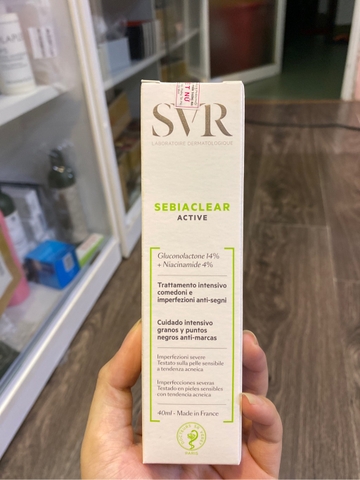 SVR
LABORATOIRE DERMATOLOGIQUE
SEBIACLEAR
ACTIVE
Gluconolactone 14%
+ Niacinamide 4%
Trattamento intensivo
comedoni e
imperfezioni anti-segni
Cuidado intensivo
granos y puntos
negros anti-marcas
Imperfezioni severe
Testato sulla pelle sensibile
a tendenza acneica
Imperfecciones severas
Testado en pieles sensibles
con tendencia acneica
40ml - Made in France